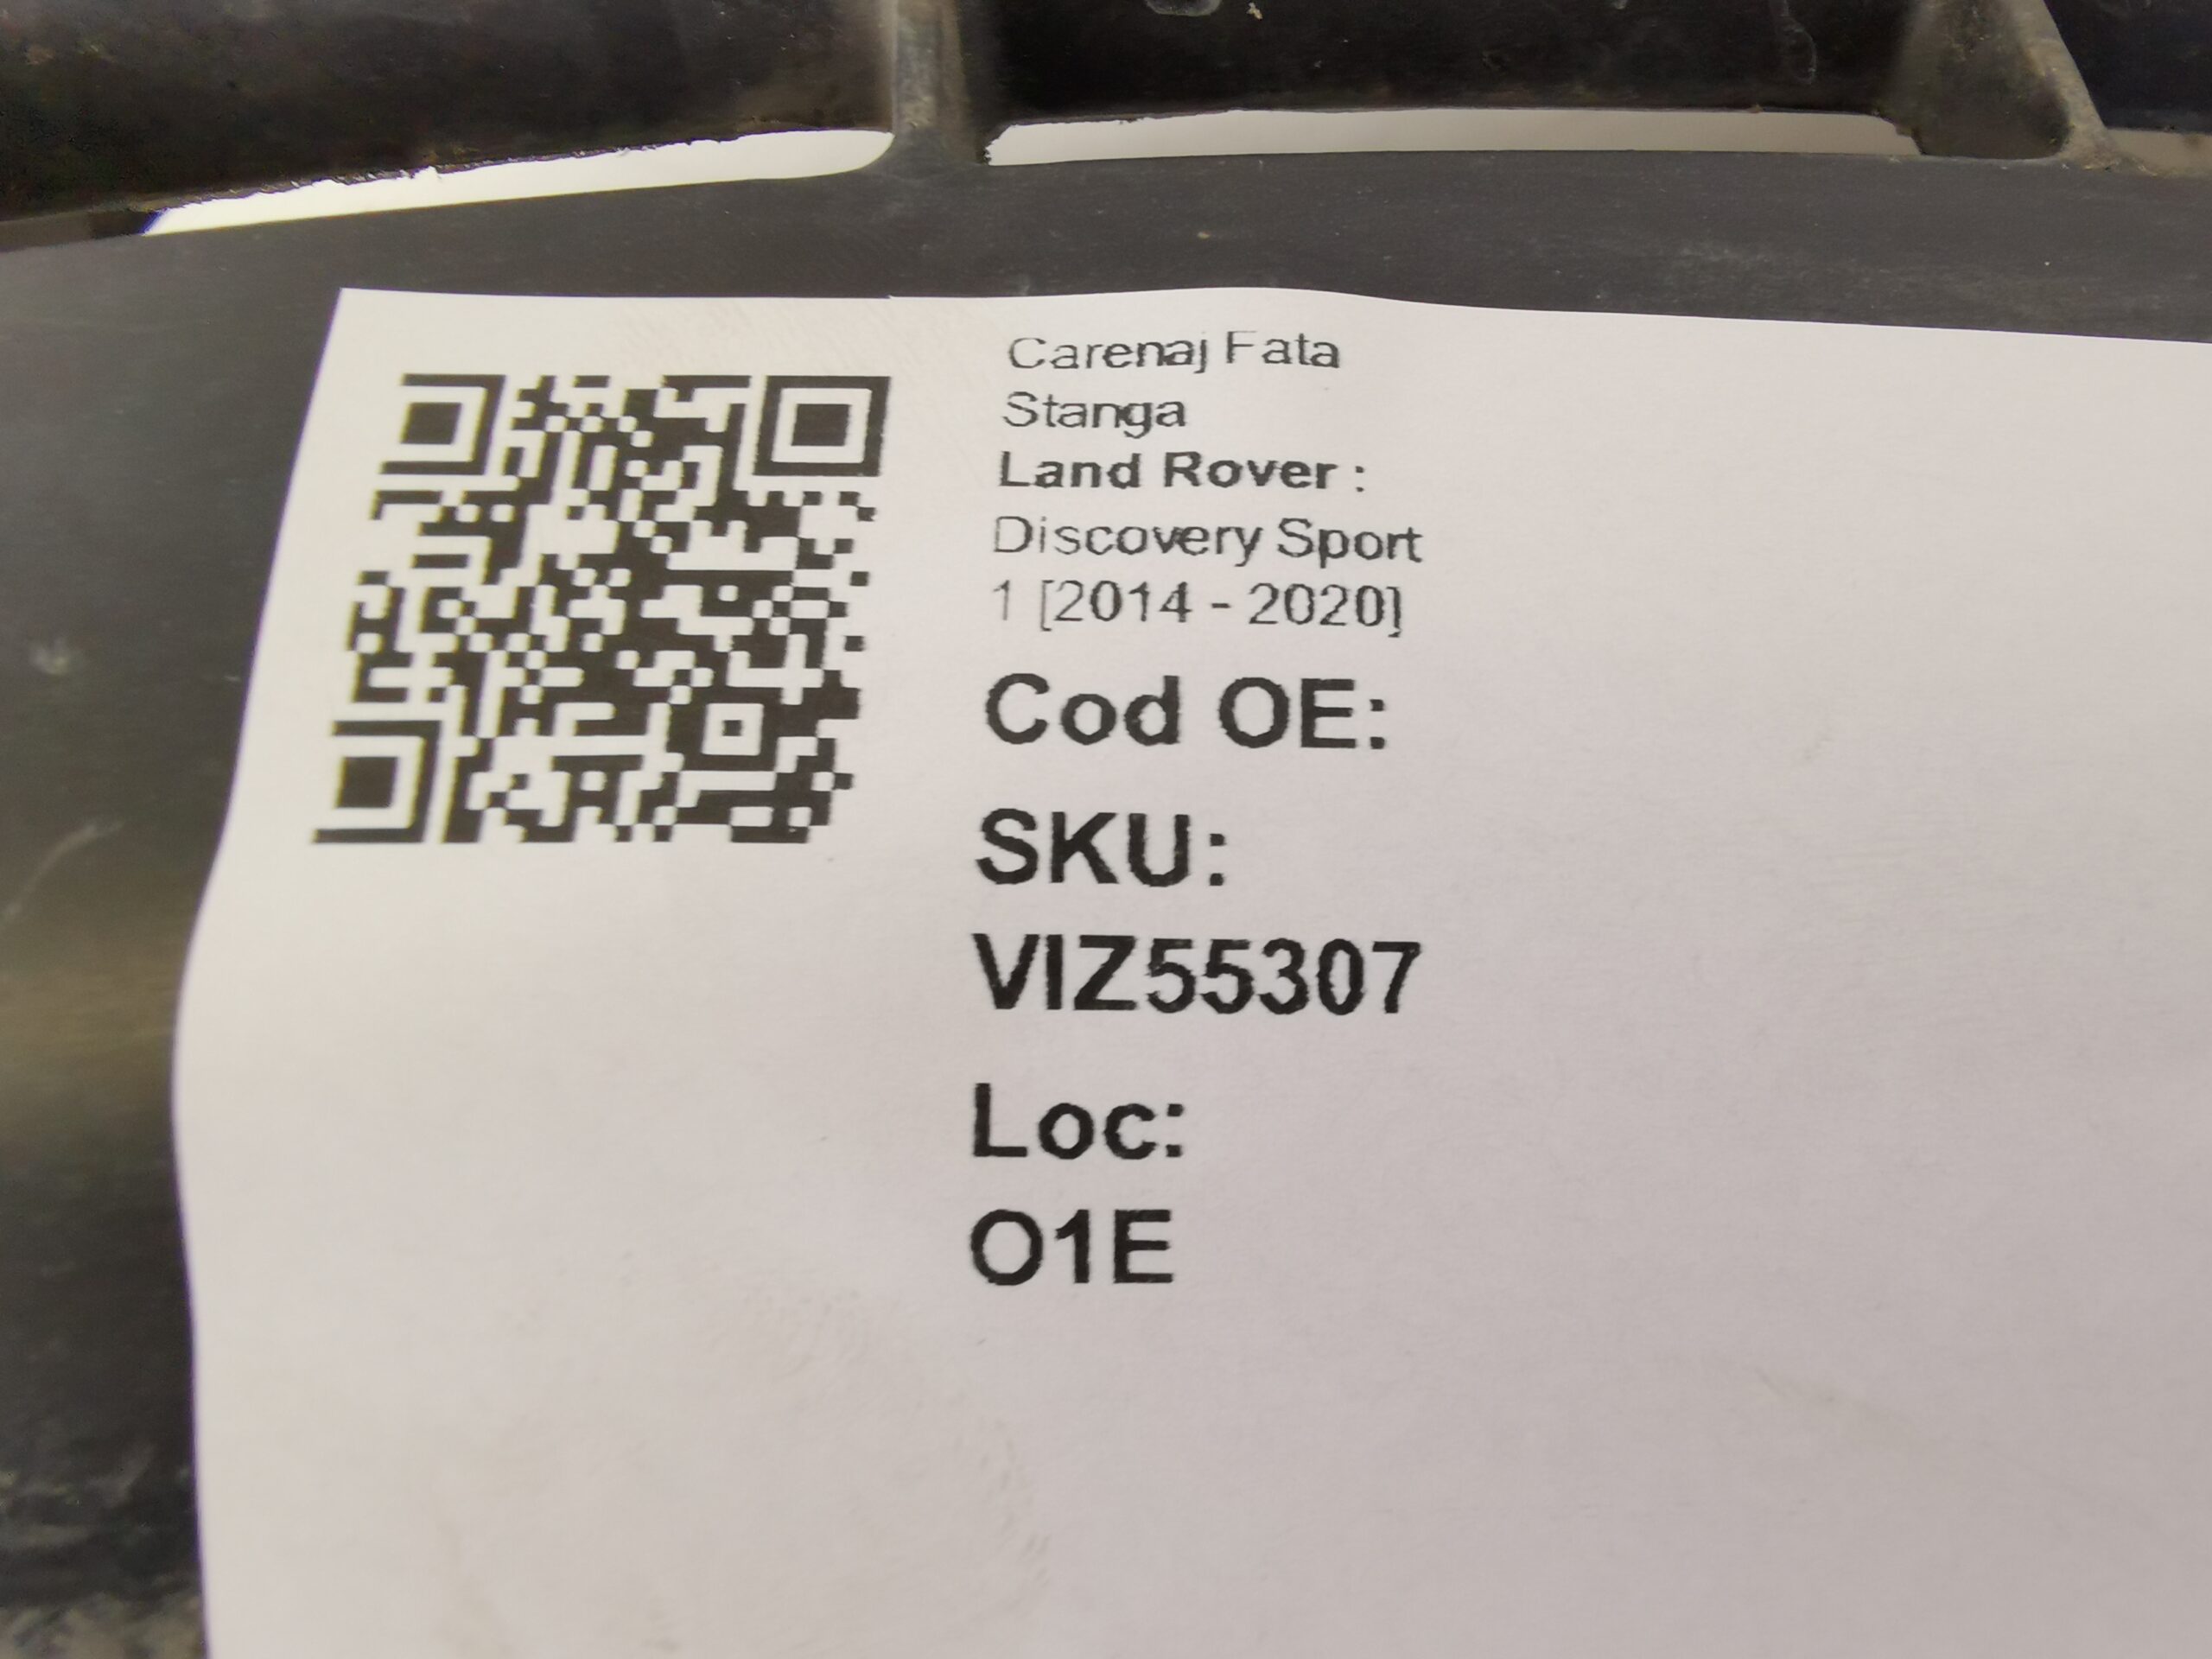 Carenaj Fata
Stanga
Land Rover :
Discovery Sport
1 [2014 - 2020]
Cod OE:
SKU:
VIZ55307
Loc:
O1E